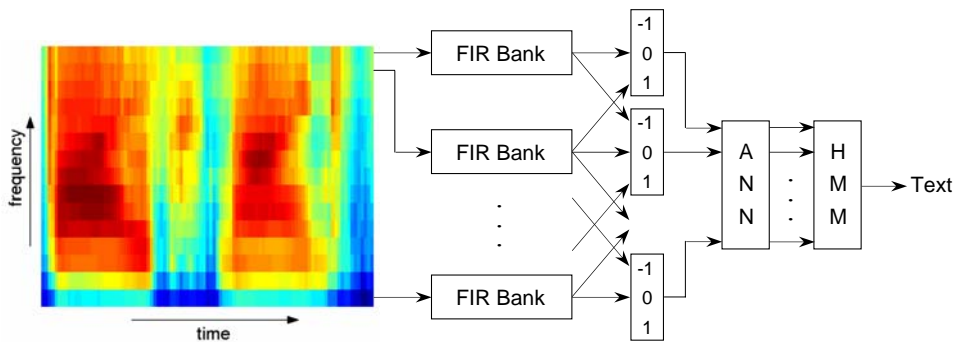 frequency
time
FIR Bank
FIR Bank
.
.
.
FIR Bank
-1
0
1
-1
0
1
-1
0
1
A
N
N
. .
. .
. .
H
M
M
Text